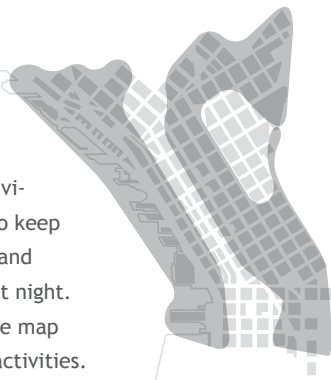 vi-
o keep
and
t night.
e map
activities.